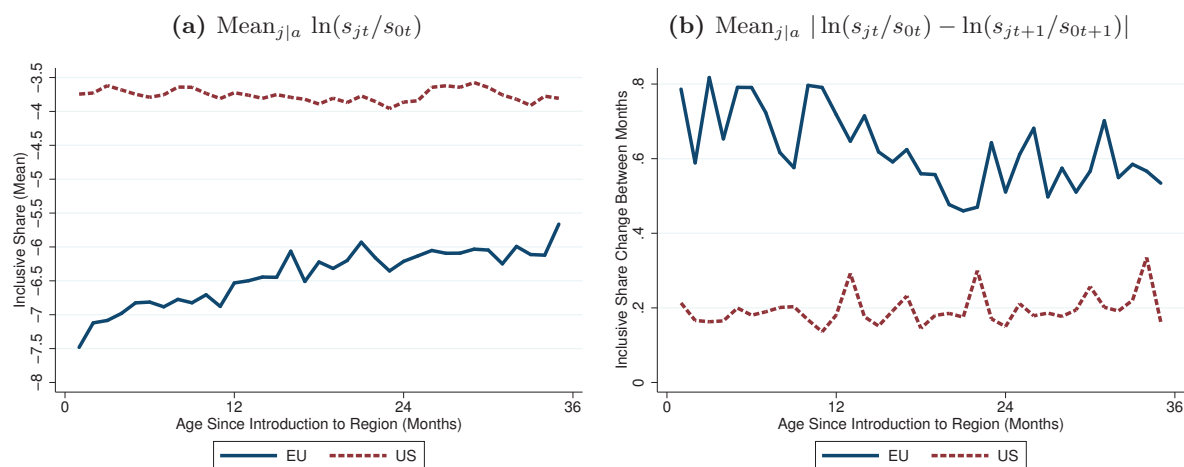 (a) Mean_{j|a} ln(s_{jt}/s_{0t})
Inclusive Share (Mean)
−3.5
−4
−4.5
−5
−5.5
−6
−6.5
−7
−7.5
−8
0 12 24 36
Age Since Introduction to Region (Months)
EU US
(b) Mean_{j|a} | ln(s_{jt}/s_{0t}) − ln(s_{jt+1}/s_{0t+1})|
Inclusive Share Change Between Months
.8
.6
.4
.2
0
0 12 24 36
Age Since Introduction to Region (Months)
EU US